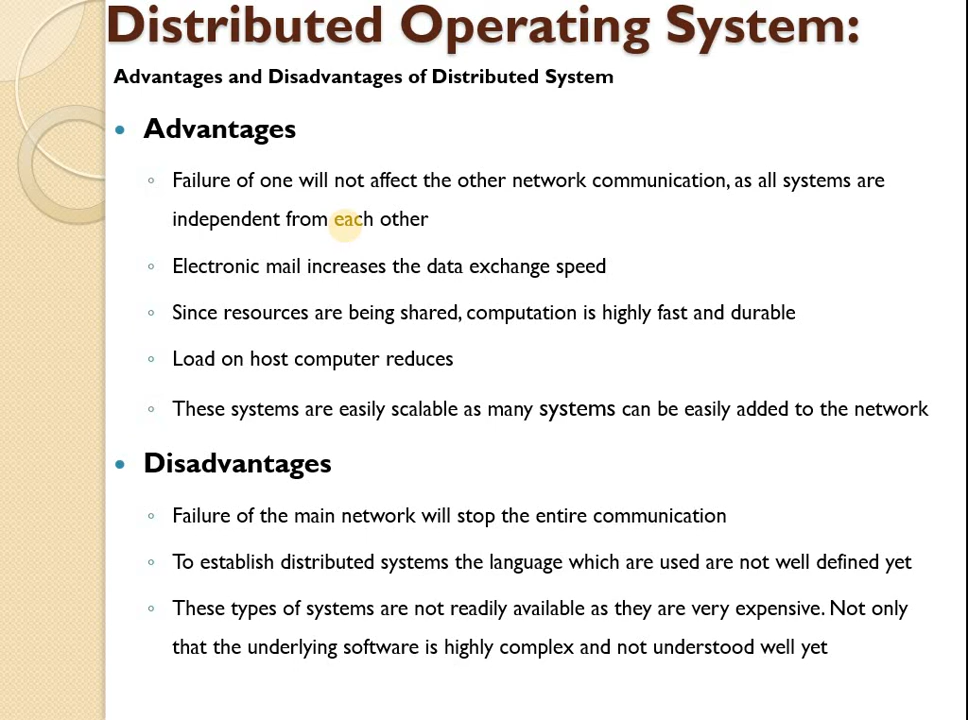 Distributed Operating System:
Advantages and Disadvantages of Distributed System
• Advantages
◦ Failure of one will not affect the other network communication, as all systems are
independent from each other
◦ Electronic mail increases the data exchange speed
◦ Since resources are being shared, computation is highly fast and durable
◦ Load on host computer reduces
◦ These systems are easily scalable as many systems can be easily added to the network
• Disadvantages
◦ Failure of the main network will stop the entire communication
◦ To establish distributed systems the language which are used are not well defined yet
◦ These types of systems are not readily available as they are very expensive. Not only
that the underlying software is highly complex and not understood well yet